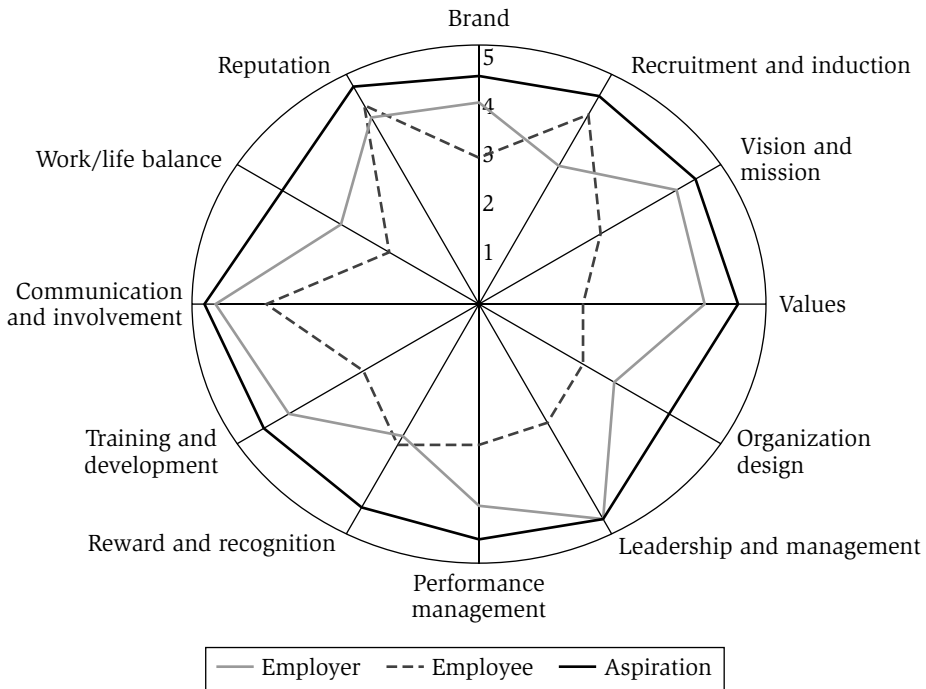 Brand
Reputation
Recruitment and induction
5
4
Work/life balance
Vision and
mission
3
2
1
Communication
and involvement
Values
Training and
development
Organization
design
Reward and recognition
Leadership and management
Performance
management
Employer
Employee
Aspiration